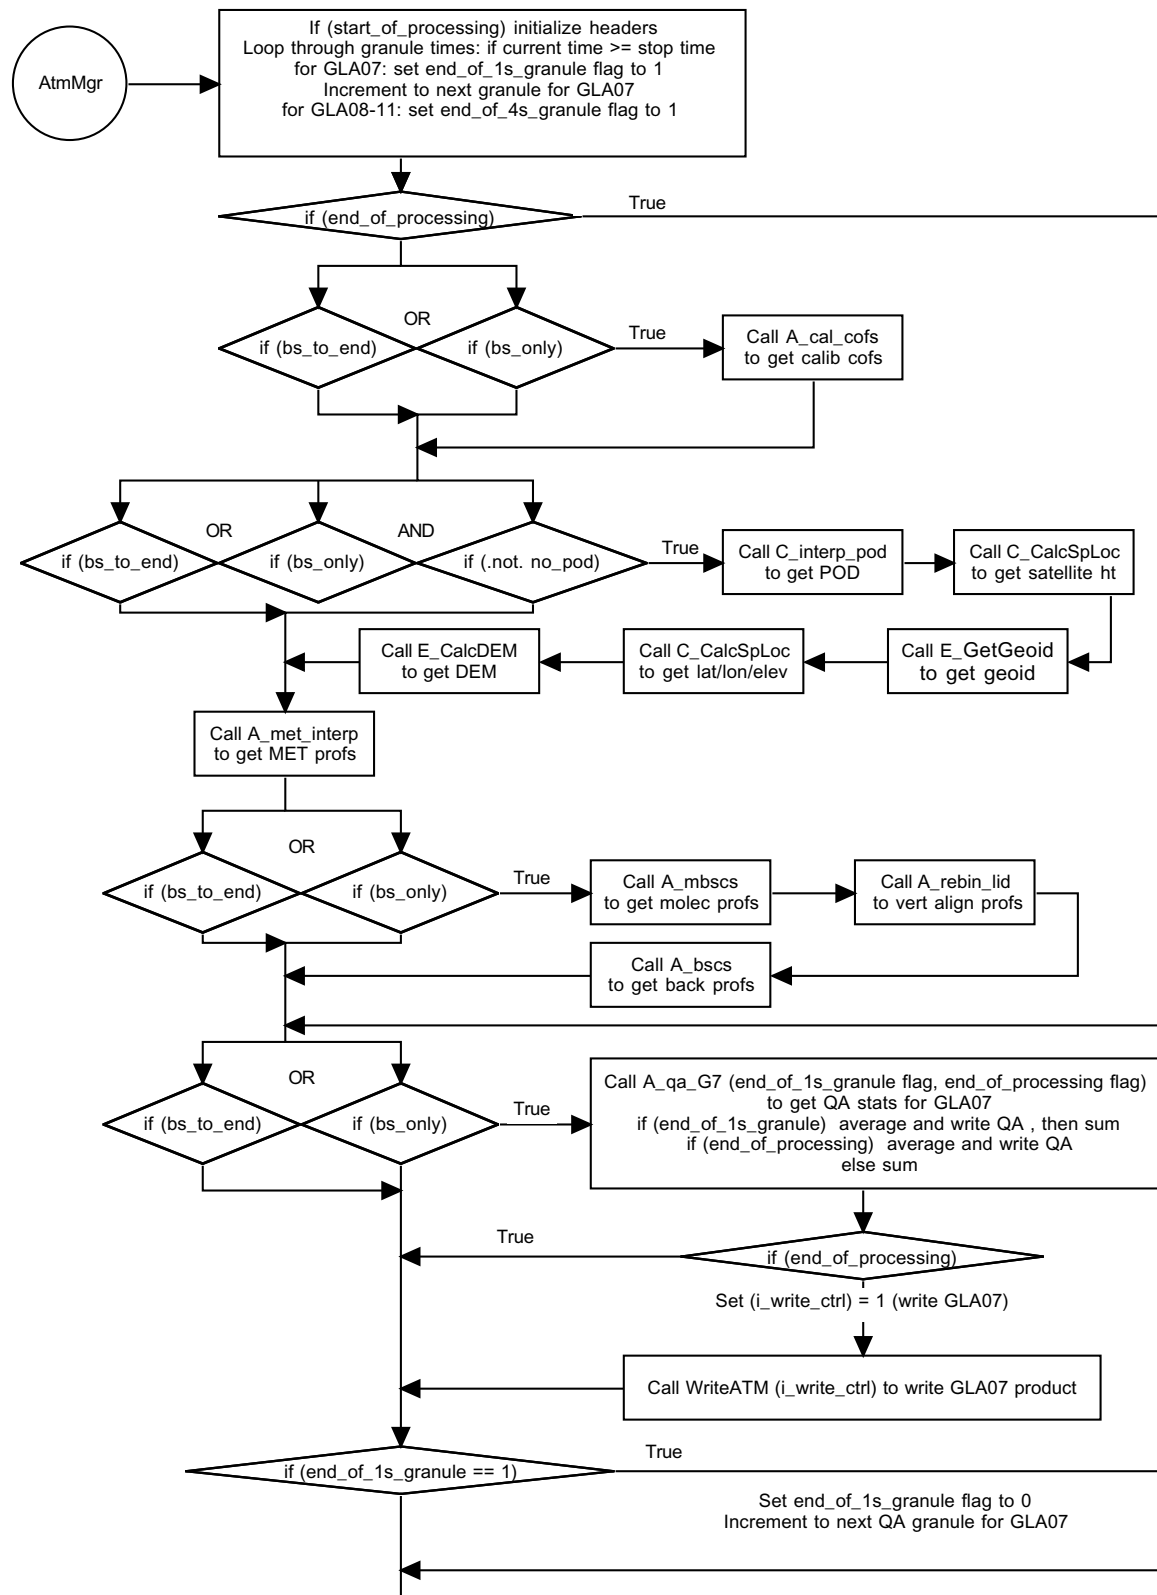 AtmMgr
If (start_of_processing) initialize headers
Loop through granule times: if current time >= stop time
for GLA07: set end_of_1s_granule flag to 1
Increment to next granule for GLA07
for GLA08-11: set end_of_4s_granule flag to 1
if (end_of_processing)
True
OR
if (bs_to_end)
if (bs_only)
True
Call A_cal_cofs
to get calib cofs
OR
AND
if (bs_to_end)
if (bs_only)
if (.not. no_pod)
True
Call C_interp_pod
to get POD
Call C_CalcSpLoc
to get satellite ht
Call E_CalcDEM
to get DEM
Call C_CalcSpLoc
to get lat/lon/elev
Call E_GetGeoid
to get geoid
Call A_met_interp
to get MET profs
OR
if (bs_to_end)
if (bs_only)
True
Call A_mbscs
to get molec profs
Call A_rebin_lid
to vert align profs
Call A_bscs
to get back profs
OR
if (bs_to_end)
if (bs_only)
True
Call A_qa_G7 (end_of_1s_granule flag, end_of_processing flag)
to get QA stats for GLA07
if (end_of_1s_granule) average and write QA , then sum
if (end_of_processing) average and write QA
else sum
True
if (end_of_processing)
Set (i_write_ctrl) = 1 (write GLA07)
Call WriteATM (i_write_ctrl) to write GLA07 product
if (end_of_1s_granule == 1)
True
Set end_of_1s_granule flag to 0
Increment to next QA granule for GLA07